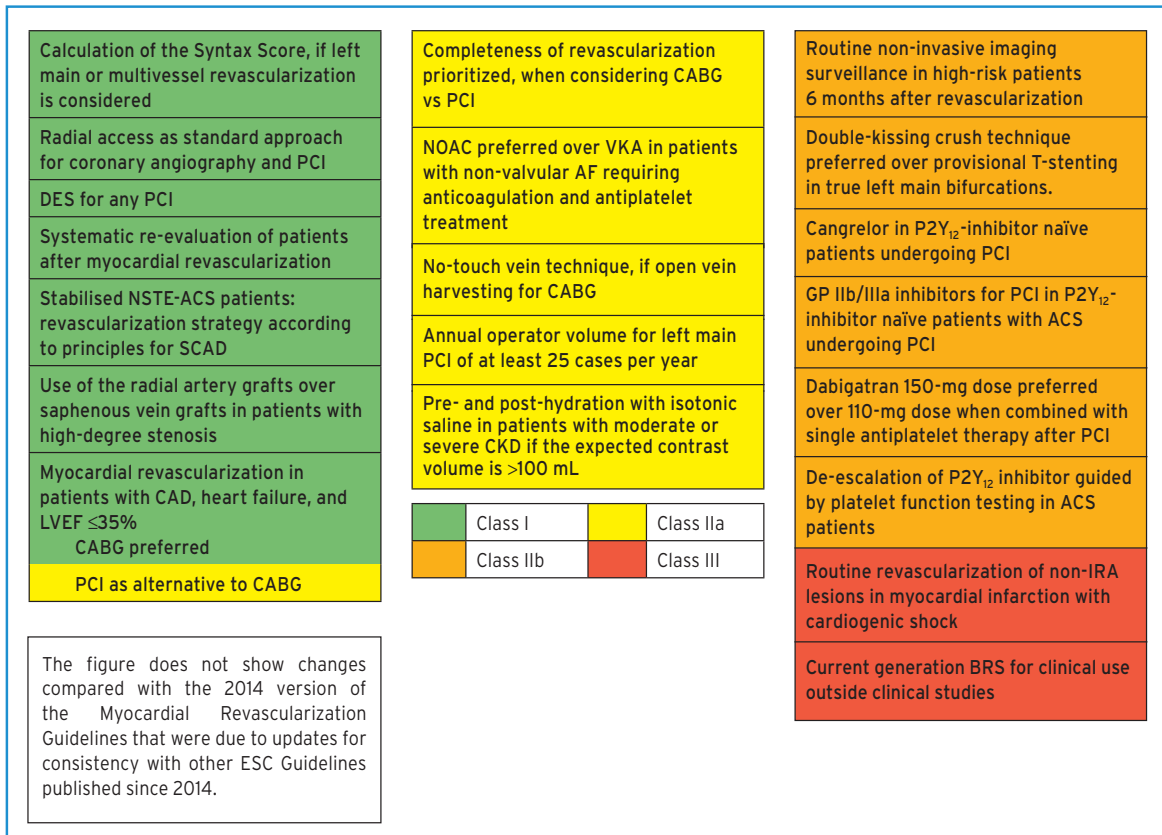 Calculation of the Syntax Score, if left
main or multivessel revascularization
is considered
Radial access as standard approach
for coronary angiography and PCI
DES for any PCI
Systematic re-evaluation of patients
after myocardial revascularization
Stabilised NSTE-ACS patients:
revascularization strategy according
to principles for SCAD
Use of the radial artery grafts over
saphenous vein grafts in patients with
high-degree stenosis
Myocardial revascularization in
patients with CAD, heart failure, and
LVEF ≤35%
CABG preferred
PCI as alternative to CABG
The figure does not show changes
compared with the 2014 version of
the Myocardial Revascularization
Guidelines that were due to updates for
consistency with other ESC Guidelines
published since 2014.
Completeness of revascularization
prioritized, when considering CABG
vs PCI
NOAC preferred over VKA in patients
with non-valvular AF requiring
anticoagulation and antiplatelet
treatment
No-touch vein technique, if open vein
harvesting for CABG
Annual operator volume for left main
PCI of at least 25 cases per year
Pre- and post-hydration with isotonic
saline in patients with moderate or
severe CKD if the expected contrast
volume is >100 mL
Class I
Class IIa
Class IIb
Class III
Routine non-invasive imaging
surveillance in high-risk patients
6 months after revascularization
Double-kissing crush technique
preferred over provisional T-stenting
in true left main bifurcations.
Cangrelor in P2Y₁₂-inhibitor naïve
patients undergoing PCI
GP IIb/IIIa inhibitors for PCI in P2Y₁₂-
inhibitor naïve patients with ACS
undergoing PCI
Dabigatran 150-mg dose preferred
over 110-mg dose when combined with
single antiplatelet therapy after PCI
De-escalation of P2Y₁₂ inhibitor guided
by platelet function testing in ACS
patients
Routine revascularization of non-IRA
lesions in myocardial infarction with
cardiogenic shock
Current generation BRS for clinical use
outside clinical studies